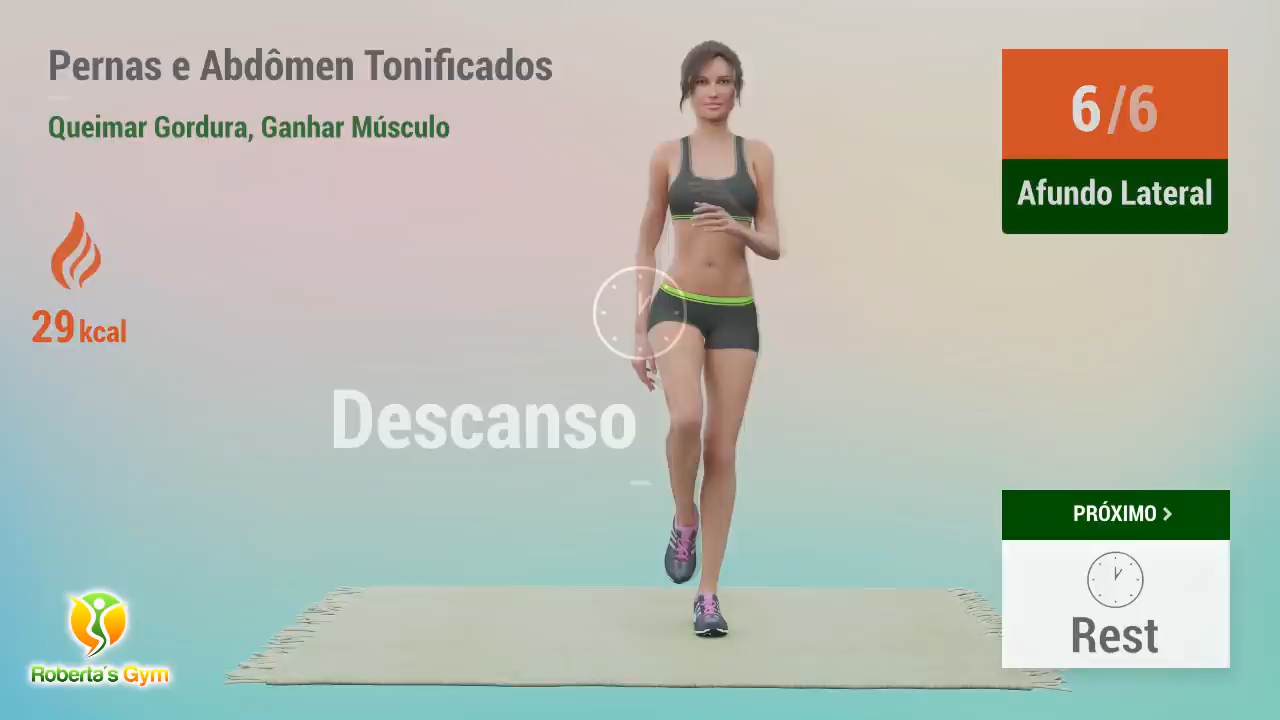 Pernas e Abdômen Tonificados
Queimar Gordura, Ganhar Músculo
6/6
Afundo Lateral
29 kcal
Descanso
PRÓXIMO >
Rest
Roberta´s Gym